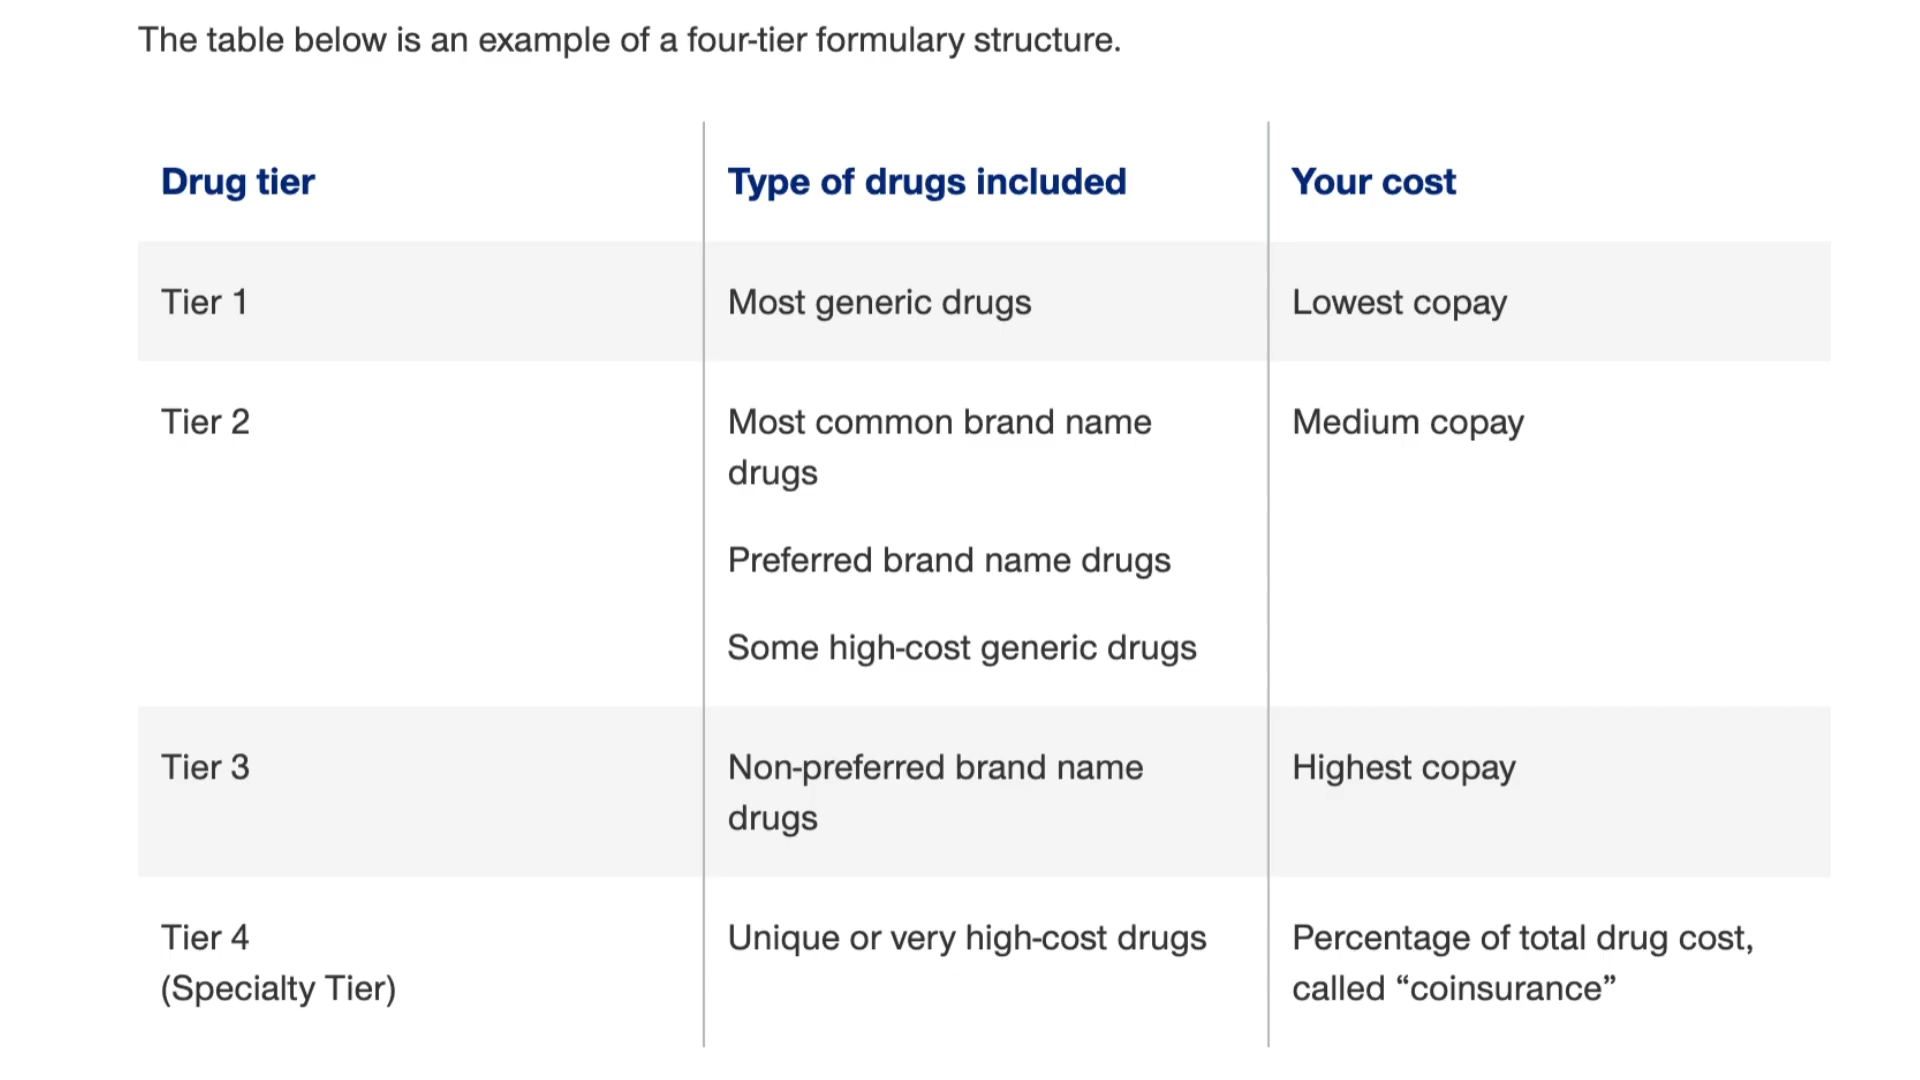 The table below is an example of a four-tier formulary structure.
Drug tier
Type of drugs included
Your cost
Tier 1
Most generic drugs
Lowest copay
Tier 2
Most common brand name
drugs
Preferred brand name drugs
Some high-cost generic drugs
Medium copay
Tier 3
Non-preferred brand name
drugs
Highest copay
Tier 4
(Specialty Tier)
Unique or very high-cost drugs
Percentage of total drug cost,
called “coinsurance”